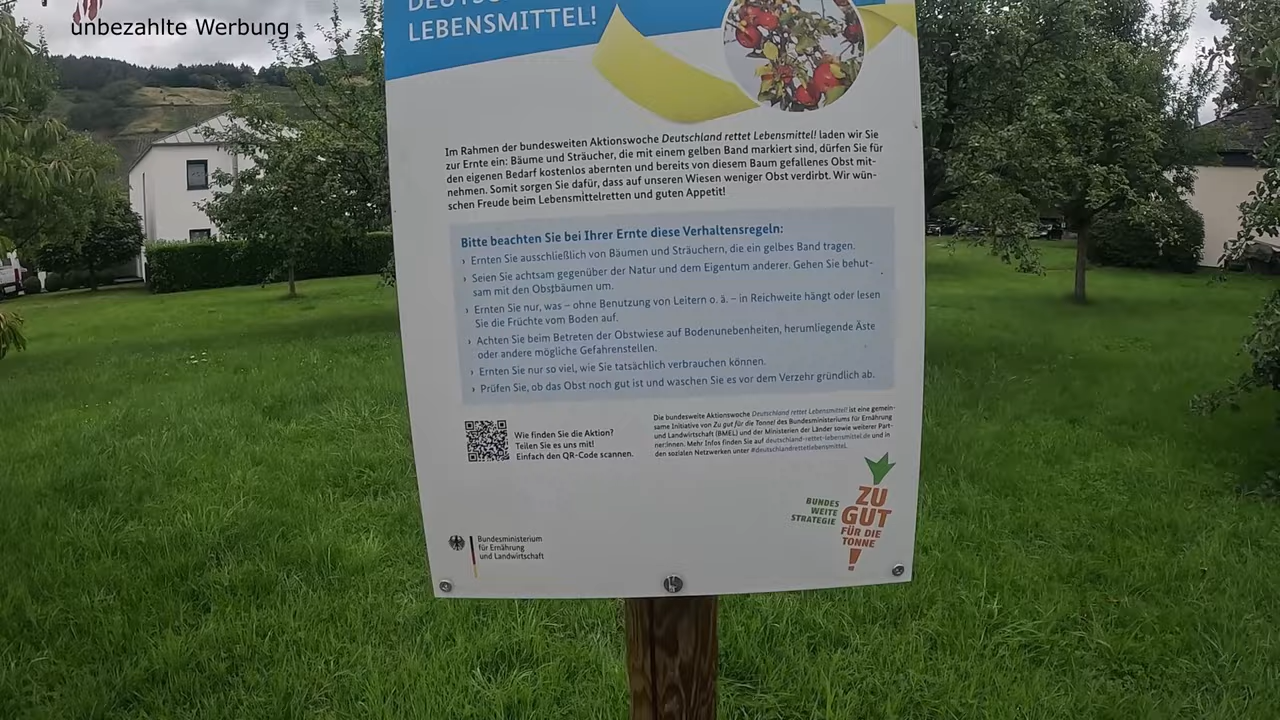 unbezahlte Werbung
LEBENSMITTEL!
Im Rahmen der bundesweiten Aktionswoche Deutschland rettet Lebensmittel! laden wir Sie
zur Ernte ein: Bäume und Sträucher, die mit einem gelben Band markiert sind, dürfen Sie für
den eigenen Bedarf kostenlos abernten und bereits von diesem Baum gefallenes Obst mit-
nehmen. Somit sorgen Sie dafür, dass auf unseren Wiesen weniger Obst verdirbt. Wir wün-
schen Freude beim Lebensmittelretten und guten Appetit!
Bitte beachten Sie bei Ihrer Ernte diese Verhaltensregeln:
› Ernten Sie ausschließlich von Bäumen und Sträuchern, die ein gelbes Band tragen.
› Seien Sie achtsam gegenüber der Natur und dem Eigentum anderer. Gehen Sie behut-
sam mit den Obstbäumen um.
› Ernten Sie nur, was – ohne Benutzung von Leitern o. ä. – in Reichweite hängt oder lesen
Sie die Früchte vom Boden auf.
› Achten Sie beim Betreten der Obstwiese auf Bodenunebenheiten, herumliegende Äste
oder andere mögliche Gefahrenstellen.
› Ernten Sie nur so viel, wie Sie tatsächlich verbrauchen können.
› Prüfen Sie, ob das Obst noch gut ist und waschen Sie es vor dem Verzehr gründlich ab.
Wie finden Sie die Aktion?
Teilen Sie es uns mit!
Einfach den QR-Code scannen.
Die bundesweite Aktionswoche Deutschland rettet Lebensmittel! ist eine gemein-
same Initiative von Zu gut für die Tonne! des Bundesministeriums für Ernährung
und Landwirtschaft (BMEL) und der Ministerien der Länder sowie weiterer Part-
ner:innen. Mehr Infos finden Sie auf deutschland-rettet-lebensmittel.de und in
den sozialen Netzwerken unter #deutschlandrettetlebensmittel.
BUNDES
WEITE
STRATEGIE
ZU
GUT
FÜR DIE
TONNE
!
Bundesministerium
für Ernährung
und Landwirtschaft